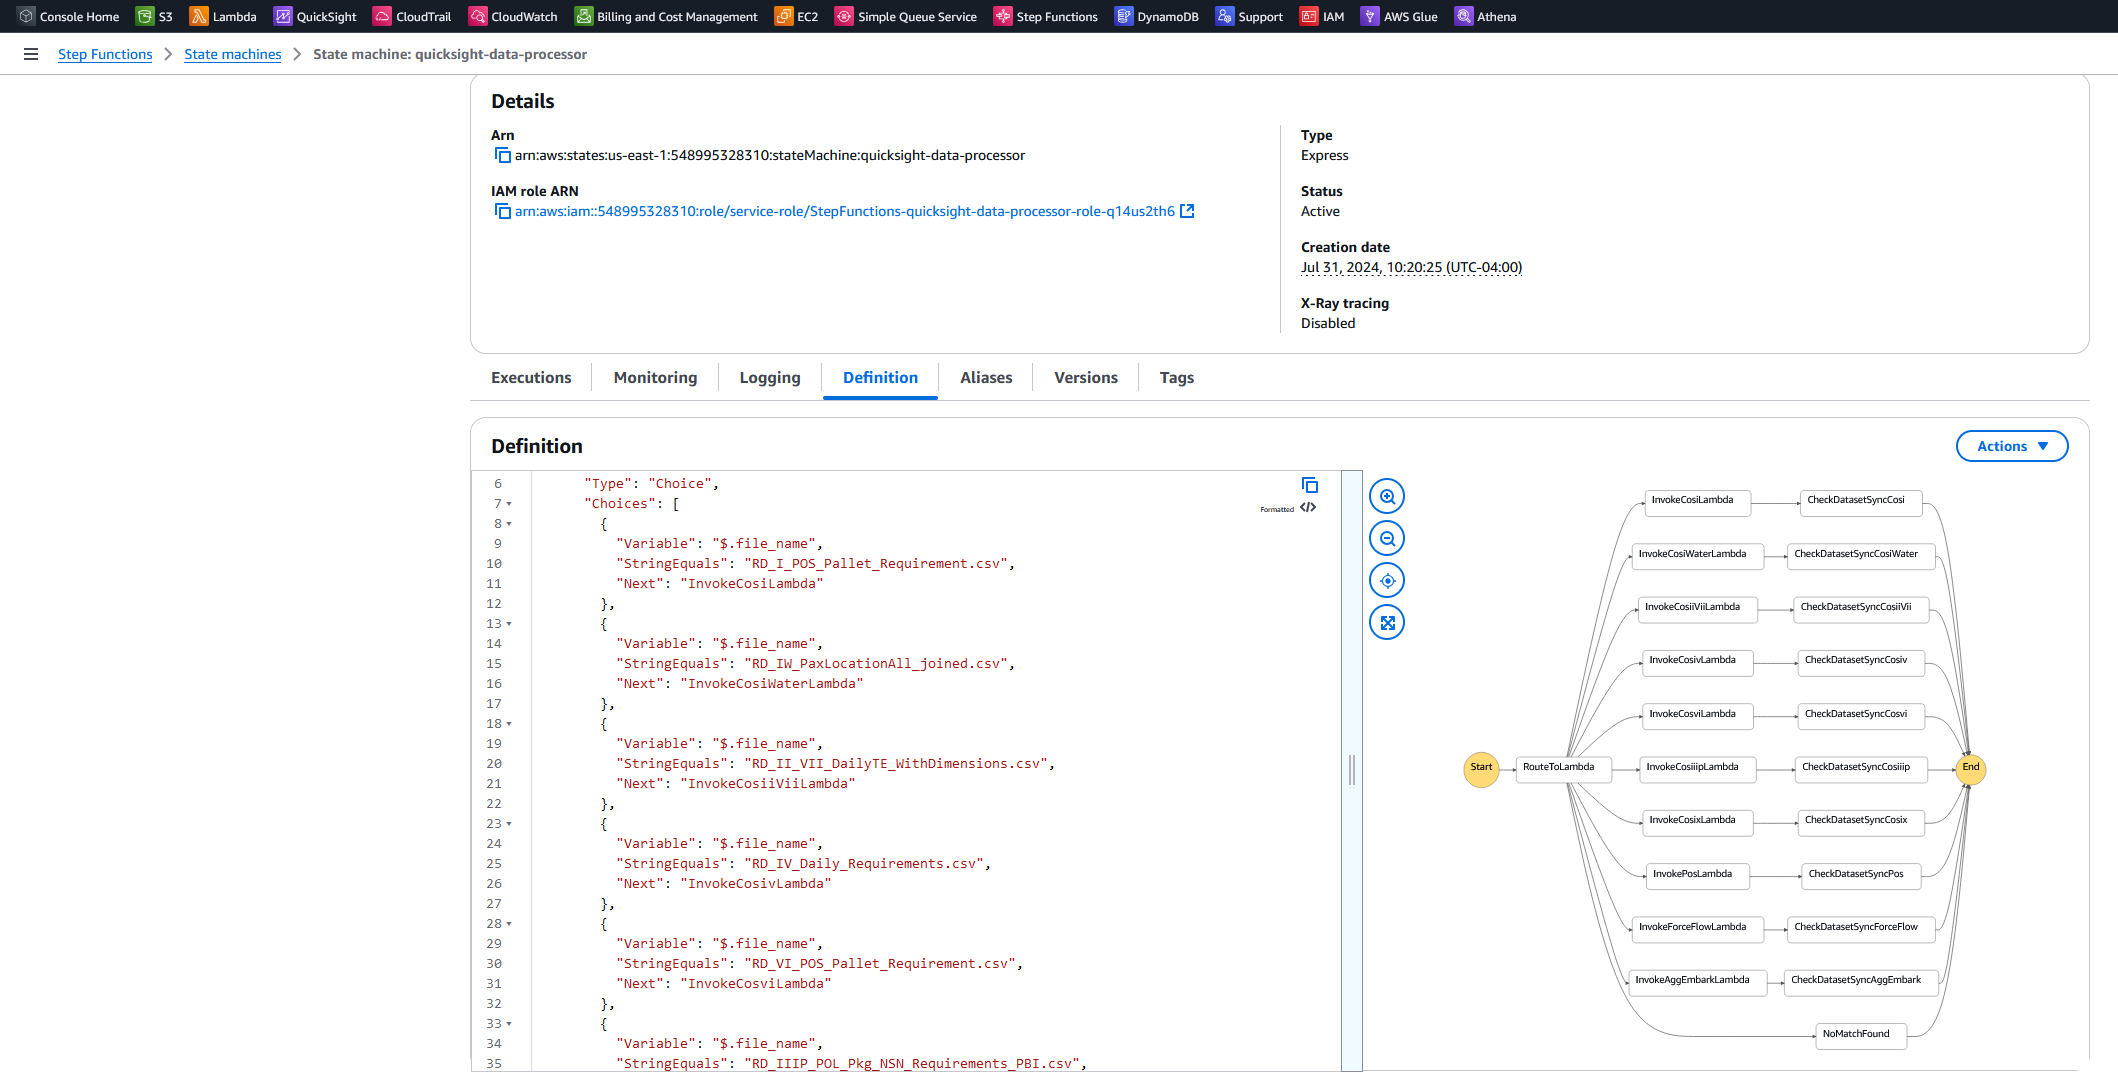 Console Home S3 Lambda QuickSight CloudTrail CloudWatch Billing and Cost Management EC2 Simple Queue Service Step Functions DynamoDB Support IAM AWS Glue Athena
Step Functions > State machines > State machine: quicksight-data-processor
Details
Arn
arn:aws:states:us-east-1:548995328310:stateMachine:quicksight-data-processor
IAM role ARN
arn:aws:iam::548995328310:role/service-role/StepFunctions-quicksight-data-processor-role-q14us2th6
Type
Express
Status
Active
Creation date
Jul 31, 2024, 10:20:25 (UTC-04:00)
X-Ray tracing
Disabled
Executions Monitoring Logging Definition Aliases Versions Tags
Definition
Actions
Formatted
6 "Type": "Choice",
7 "Choices": [
8 {
9 "Variable": "$.file_name",
10 "StringEquals": "RD_I_POS_Pallet_Requirement.csv",
11 "Next": "InvokeCosiLambda"
12 },
13 {
14 "Variable": "$.file_name",
15 "StringEquals": "RD_IW_PaxLocationAll_joined.csv",
16 "Next": "InvokeCosiWaterLambda"
17 },
18 {
19 "Variable": "$.file_name",
20 "StringEquals": "RD_II_VII_DailyTE_WithDimensions.csv",
21 "Next": "InvokeCosiiViiLambda"
22 },
23 {
24 "Variable": "$.file_name",
25 "StringEquals": "RD_IV_Daily_Requirements.csv",
26 "Next": "InvokeCosivLambda"
27 },
28 {
29 "Variable": "$.file_name",
30 "StringEquals": "RD_VI_POS_Pallet_Requirement.csv",
31 "Next": "InvokeCosviLambda"
32 },
33 {
34 "Variable": "$.file_name",
35 "StringEquals": "RD_IIIP_POL_Pkg_NSN_Requirements_PBI.csv",
InvokeCosiLambda CheckDatasetSyncCosi
InvokeCosiWaterLambda CheckDatasetSyncCosiWater
InvokeCosiiViiLambda CheckDatasetSyncCosiiVii
InvokeCosivLambda CheckDatasetSyncCosiv
InvokeCosviLambda CheckDatasetSyncCosvi
Start RouteToLambda InvokeCosiiipLambda CheckDatasetSyncCosiiip End
InvokeCosixLambda CheckDatasetSyncCosix
InvokePosLambda CheckDatasetSyncPos
InvokeForceFlowLambda CheckDatasetSyncForceFlow
InvokeAggEmbarkLambda CheckDatasetSyncAggEmbark
NoMatchFound